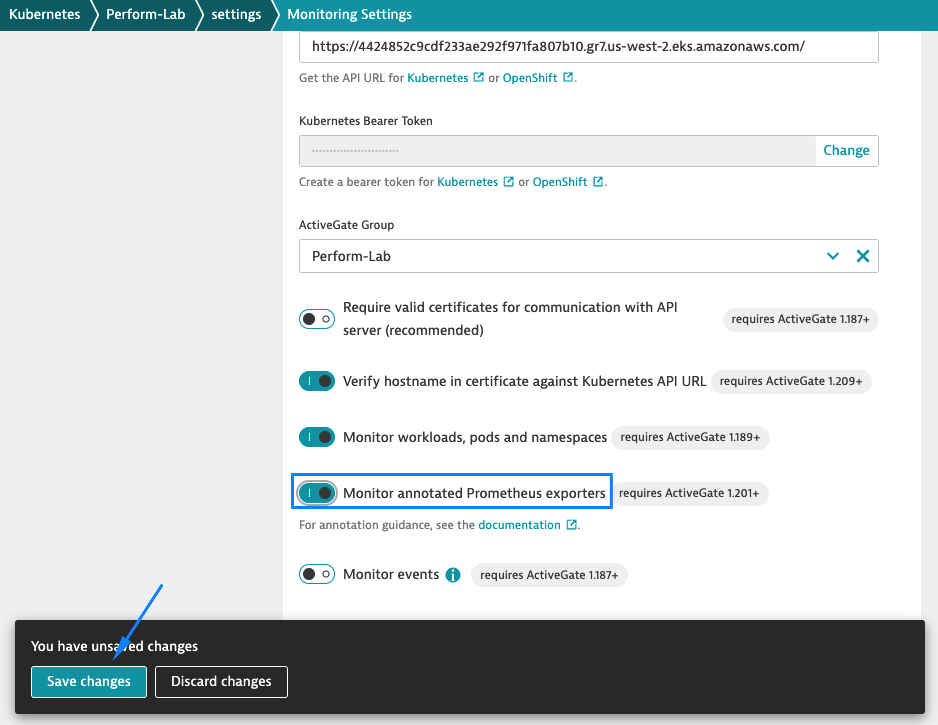 Kubernetes Perform-Lab settings Monitoring Settings
https://4424852c9cdf233ae292f971fa807b10.gr7.us-west-2.eks.amazonaws.com/
Get the API URL for Kubernetes or OpenShift .
Kubernetes Bearer Token
Change
Create a bearer token for Kubernetes or OpenShift .
ActiveGate Group
Perform-Lab
Require valid certificates for communication with API
server (recommended)
requires ActiveGate 1.187+
Verify hostname in certificate against Kubernetes API URL requires ActiveGate 1.209+
Monitor workloads, pods and namespaces requires ActiveGate 1.189+
Monitor annotated Prometheus exporters requires ActiveGate 1.201+
For annotation guidance, see the documentation .
Monitor events requires ActiveGate 1.187+
You have unsaved changes
Save changes Discard changes